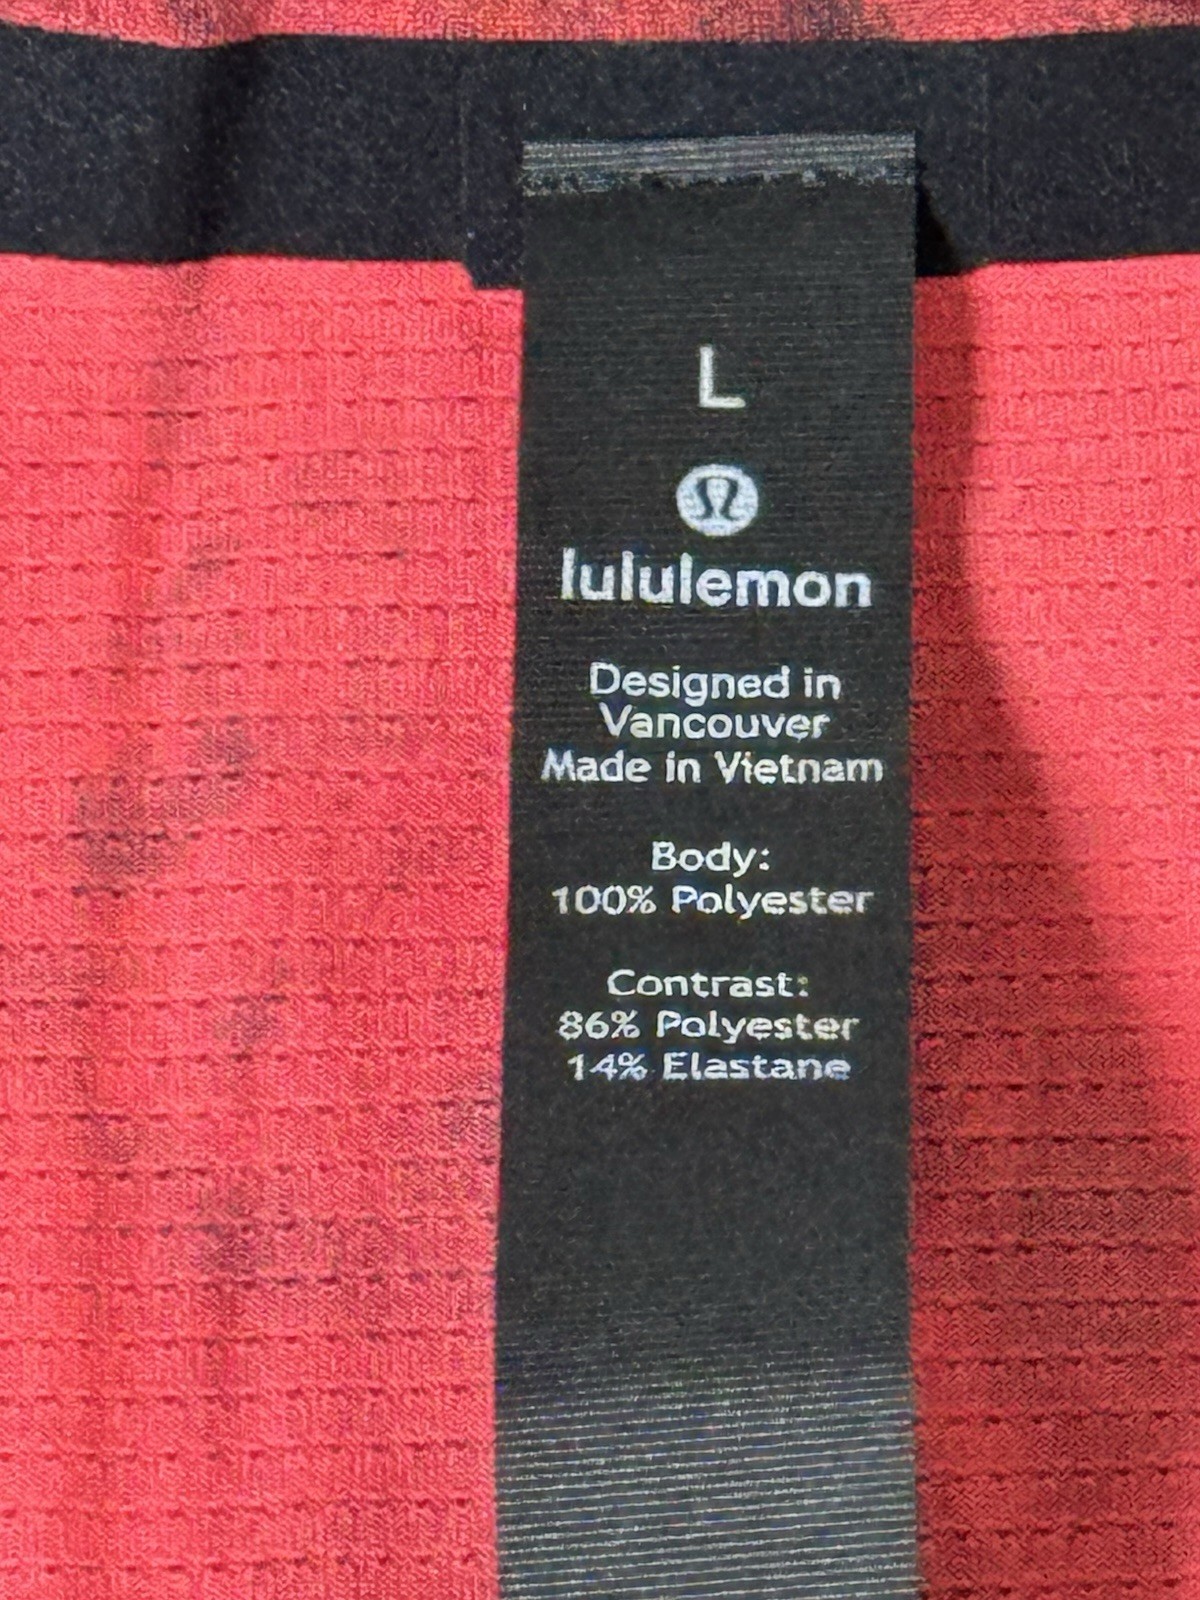 L
lululemon
Designed in
Vancouver
Made in Vietnam
Body:
100% Polyester
Contrast:
86% Polyester
14% Elastane